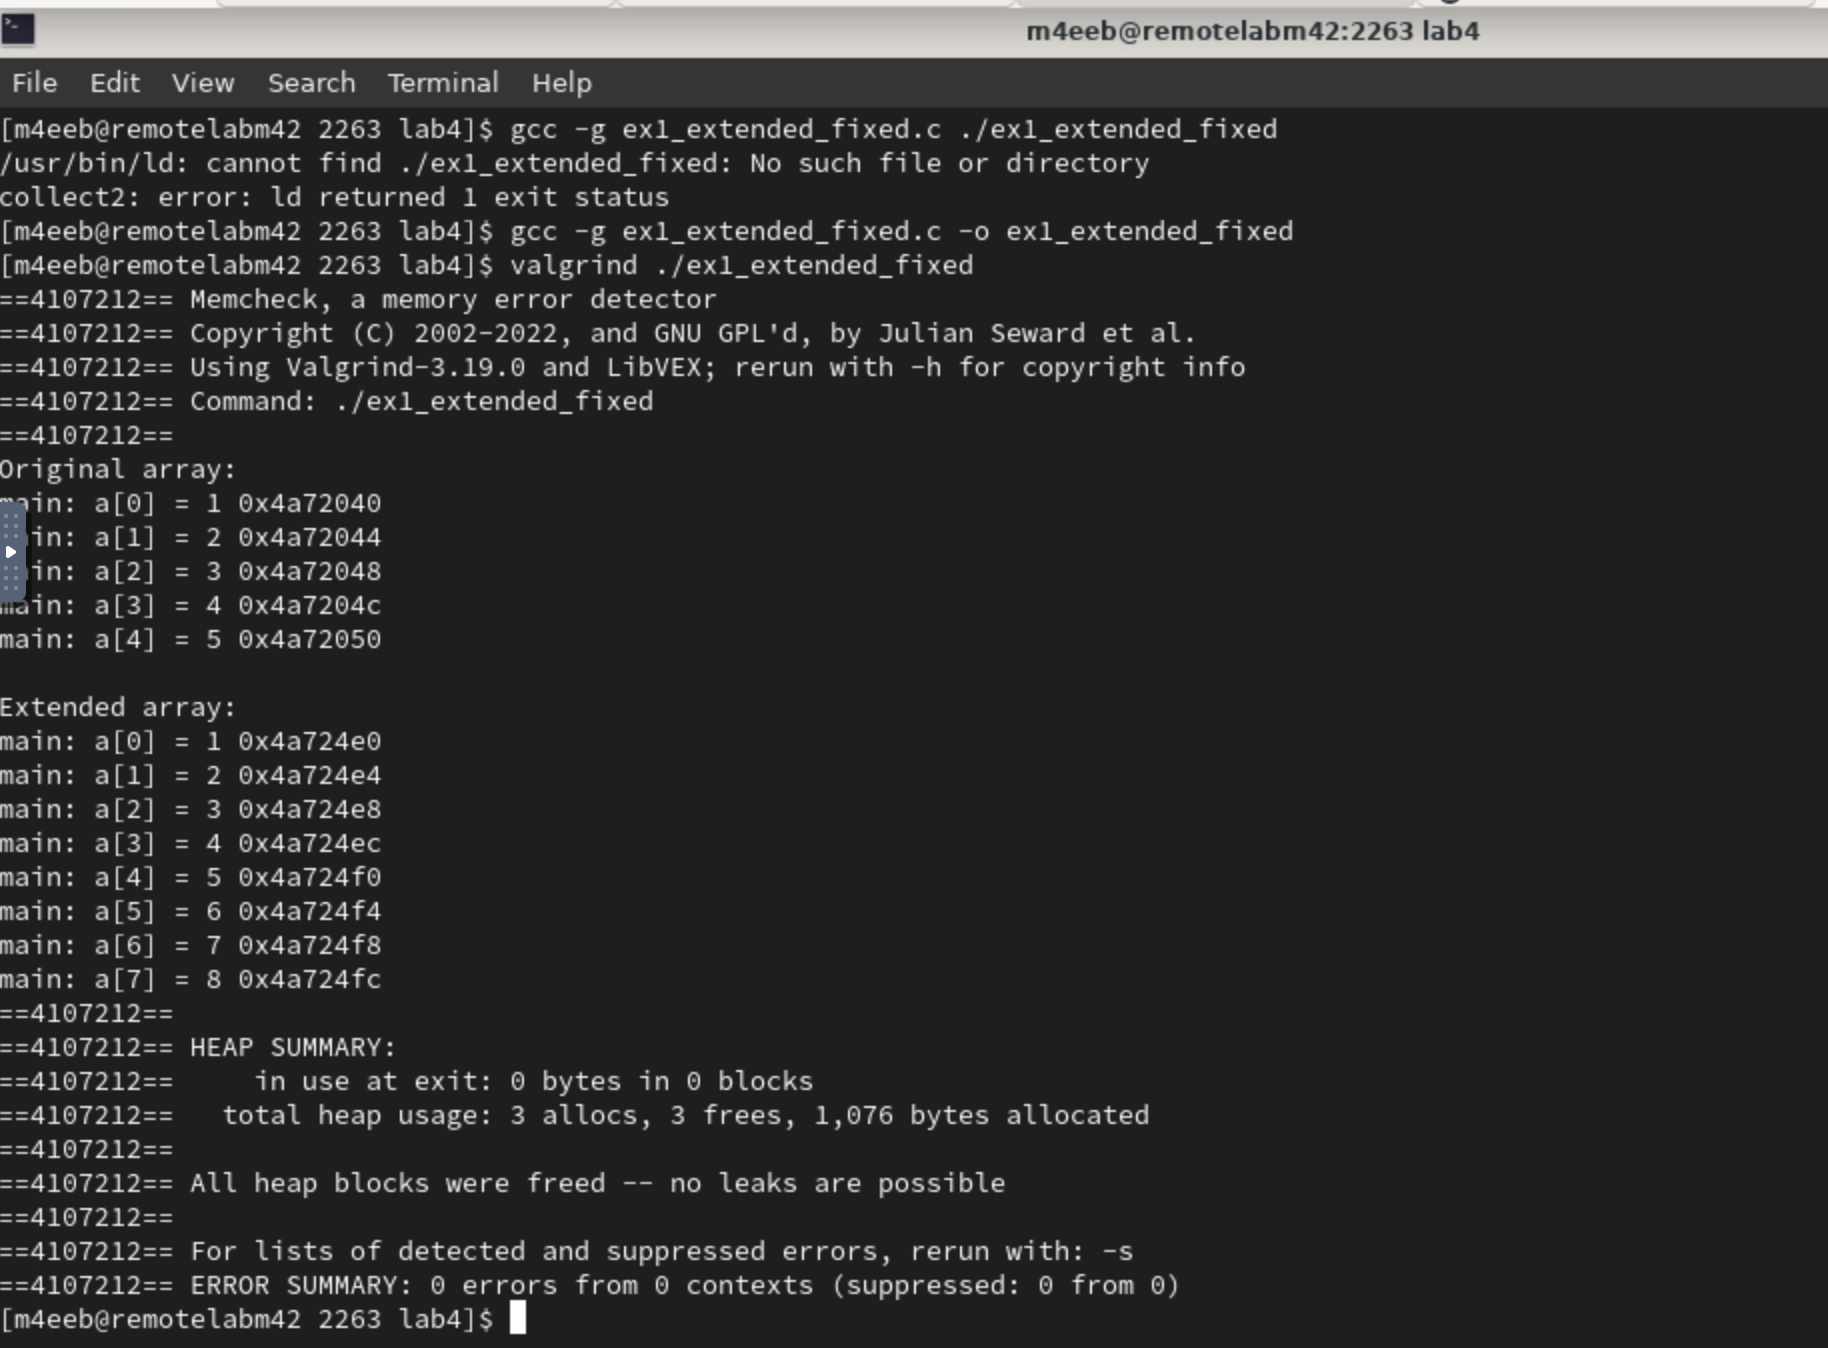 m4eeb@remotelabm42:2263 lab4
File Edit View Search Terminal Help
[m4eeb@remotelabm42 2263 lab4]$ gcc -g ex1_extended_fixed.c ./ex1_extended_fixed
/usr/bin/ld: cannot find ./ex1_extended_fixed: No such file or directory
collect2: error: ld returned 1 exit status
[m4eeb@remotelabm42 2263 lab4]$ gcc -g ex1_extended_fixed.c -o ex1_extended_fixed
[m4eeb@remotelabm42 2263 lab4]$ valgrind ./ex1_extended_fixed
==4107212== Memcheck, a memory error detector
==4107212== Copyright (C) 2002-2022, and GNU GPL'd, by Julian Seward et al.
==4107212== Using Valgrind-3.19.0 and LibVEX; rerun with -h for copyright info
==4107212== Command: ./ex1_extended_fixed
==4107212==
Original array:
main: a[0] = 1 0x4a72040
in: a[1] = 2 0x4a72044
in: a[2] = 3 0x4a72048
main: a[3] = 4 0x4a7204c
main: a[4] = 5 0x4a72050
Extended array:
main: a[0] = 1 0x4a724e0
main: a[1] = 2 0x4a724e4
main: a[2] = 3 0x4a724e8
main: a[3] = 4 0x4a724ec
main: a[4] = 5 0x4a724f0
main: a[5] = 6 0x4a724f4
main: a[6] = 7 0x4a724f8
main: a[7] = 8 0x4a724fc
==4107212==
==4107212== HEAP SUMMARY:
==4107212==     in use at exit: 0 bytes in 0 blocks
==4107212==   total heap usage: 3 allocs, 3 frees, 1,076 bytes allocated
==4107212==
==4107212== All heap blocks were freed -- no leaks are possible
==4107212==
==4107212== For lists of detected and suppressed errors, rerun with: -s
==4107212== ERROR SUMMARY: 0 errors from 0 contexts (suppressed: 0 from 0)
[m4eeb@remotelabm42 2263 lab4]$